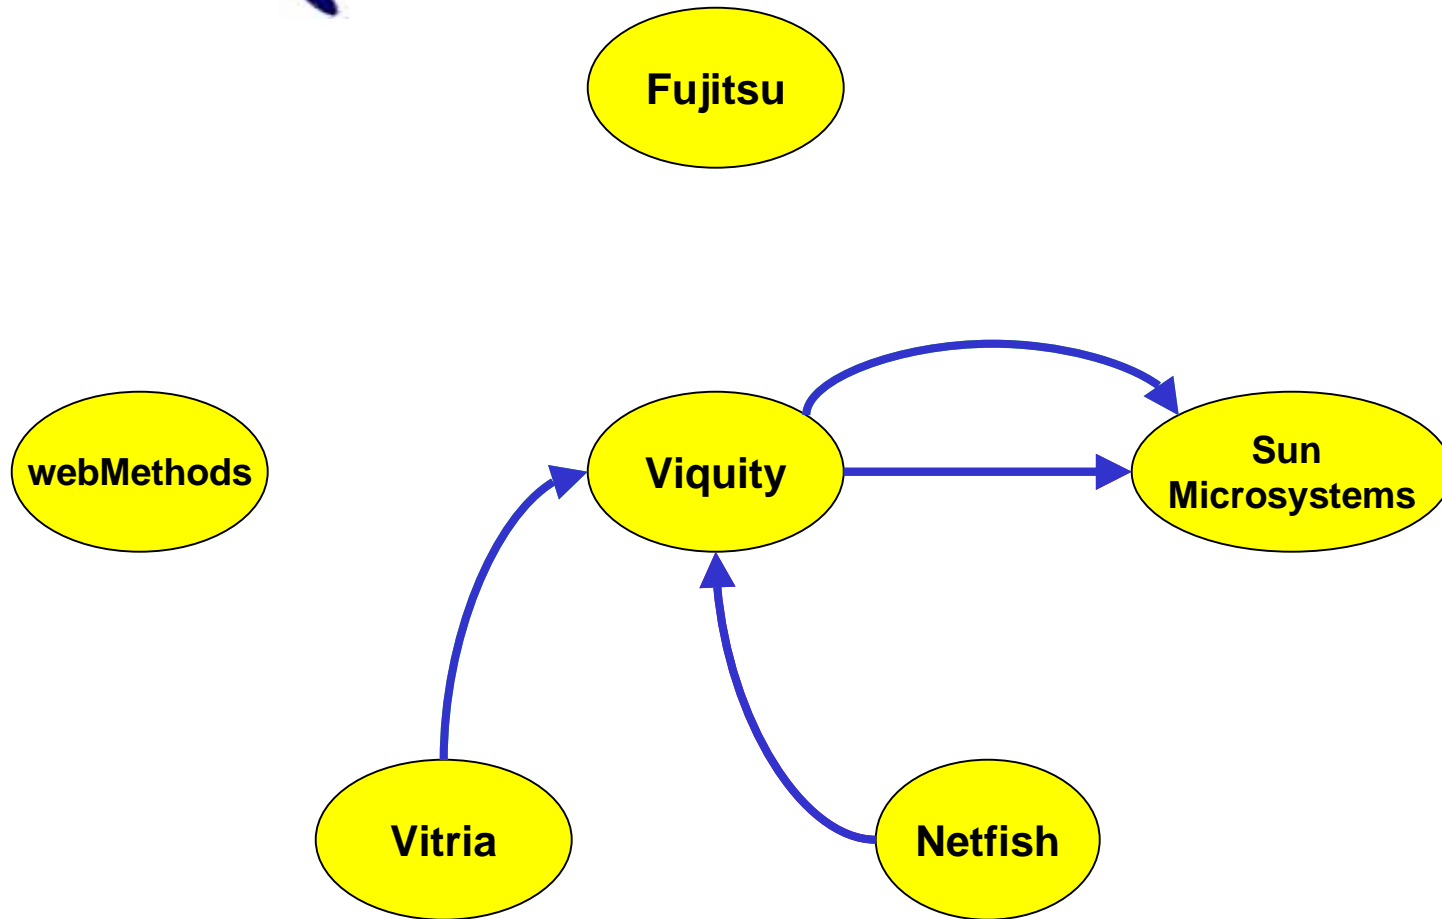 Fujitsu
webMethods
Viquity
Sun
Microsystems
Vitria
Netfish